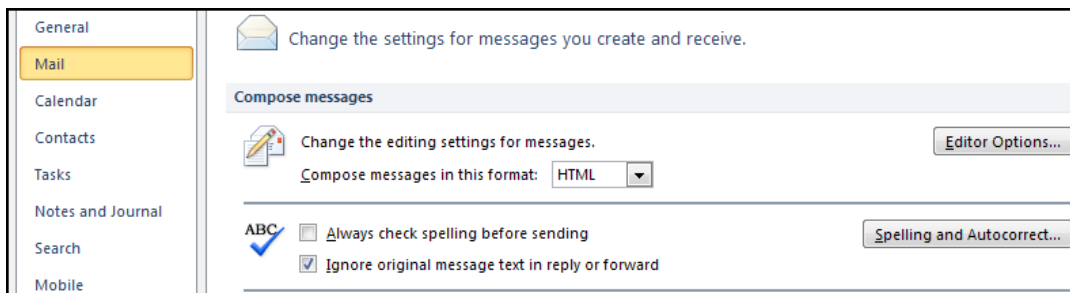 General
Mail
Calendar
Contacts
Tasks
Notes and Journal
Search
Mobile
Change the settings for messages you create and receive.
Compose messages
Change the editing settings for messages.
Editor Options...
Compose messages in this format: HTML
ABC
Always check spelling before sending
Spelling and Autocorrect...
Ignore original message text in reply or forward